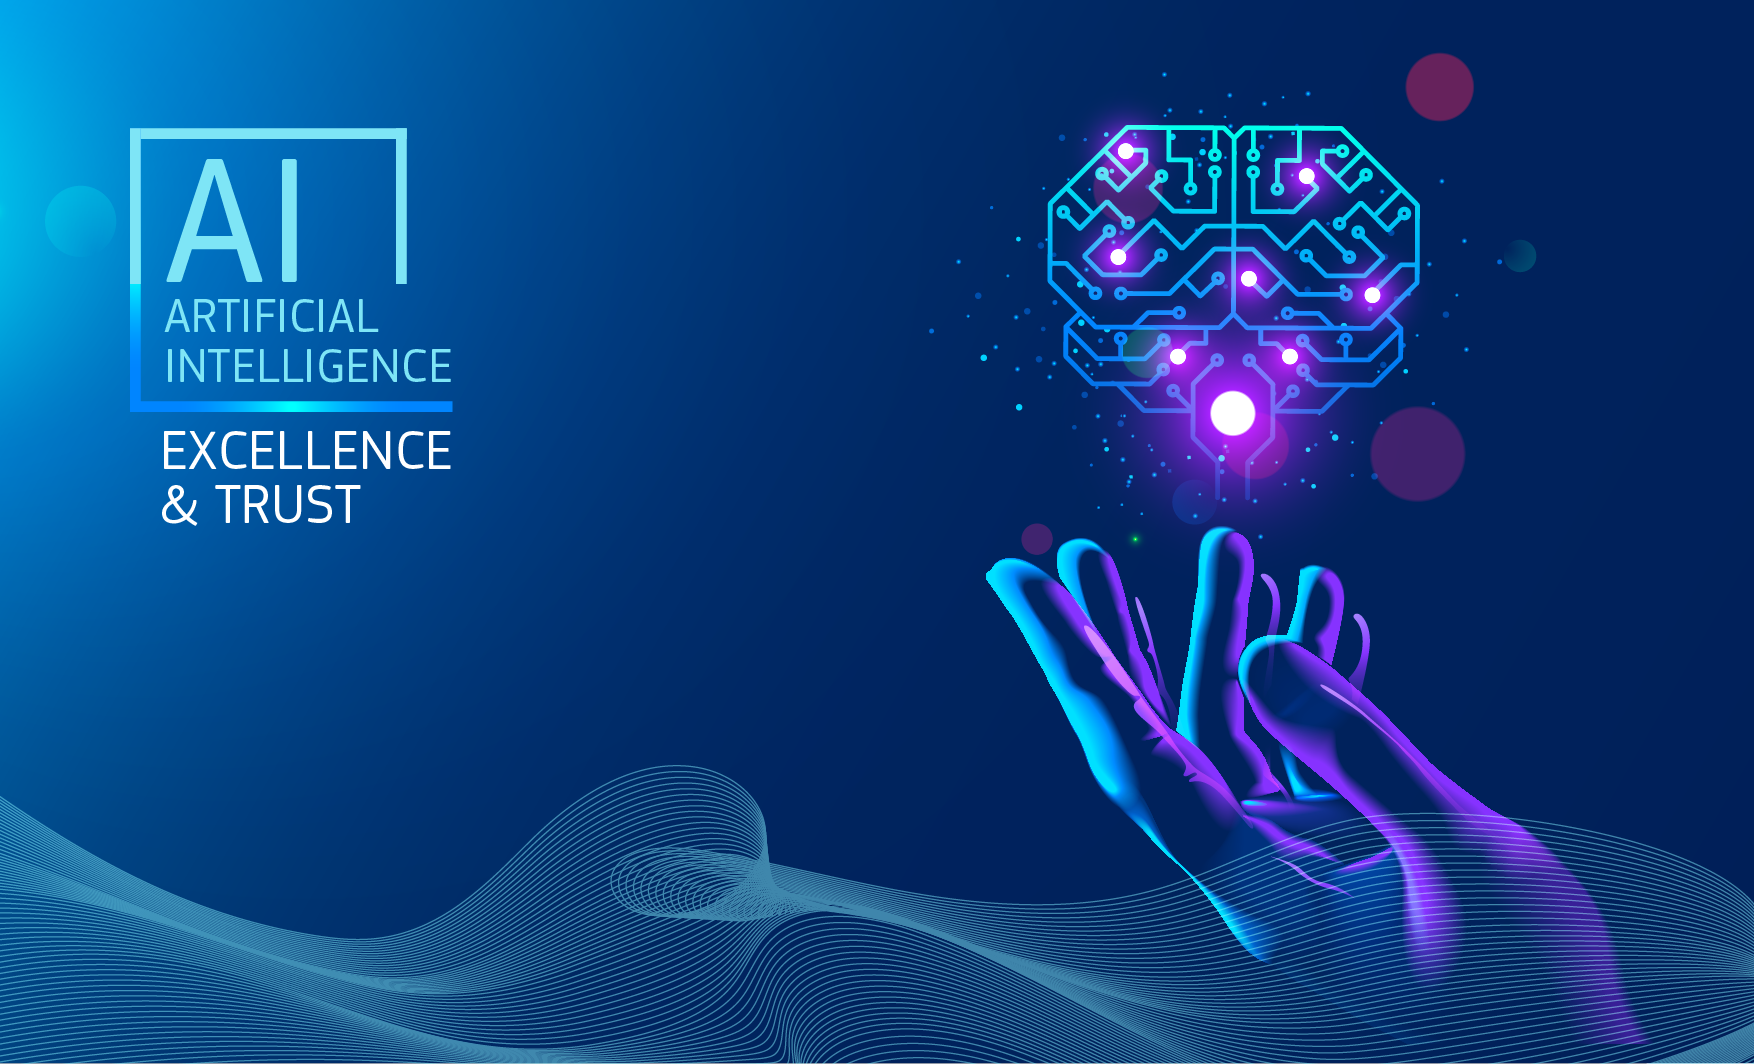 AI
ARTIFICIAL
INTELLIGENCE
EXCELLENCE
& TRUST